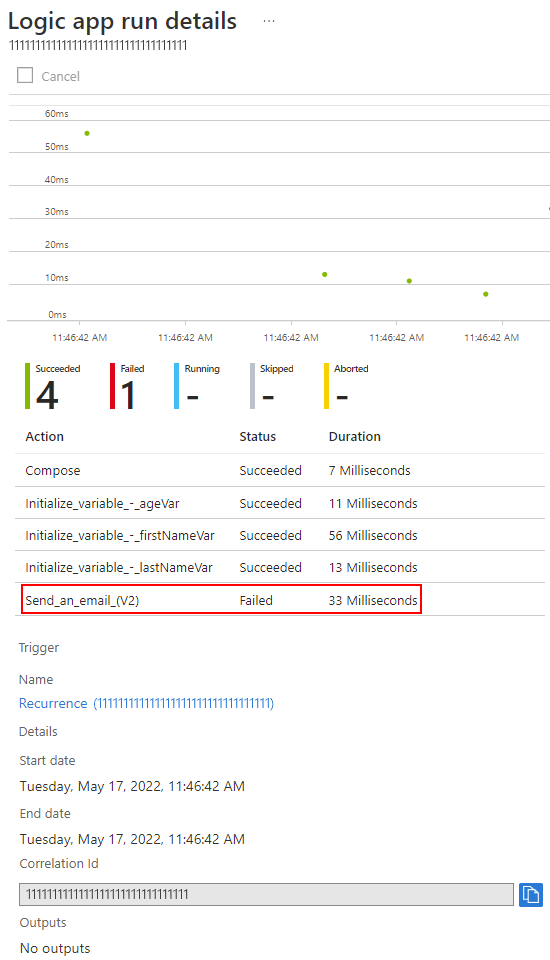 Logic app run details ...
11111111111111111111111111111111
Cancel
60ms
50ms
40ms
30ms
20ms
10ms
0ms
11:46:42 AM 11:46:42 AM 11:46:42 AM 11:46:42 AM 11:46:42 AM
Succeeded Failed Running Skipped Aborted
4 1 - - -
Action Status Duration
Compose Succeeded 7 Milliseconds
Initialize_variable_-_ageVar Succeeded 11 Milliseconds
Initialize_variable_-_firstNameVar Succeeded 56 Milliseconds
Initialize_variable_-_lastNameVar Succeeded 13 Milliseconds
Send_an_email_(V2) Failed 33 Milliseconds
Trigger
Name
Recurrence (11111111111111111111111111111111)
Details
Start date
Tuesday, May 17, 2022, 11:46:42 AM
End date
Tuesday, May 17, 2022, 11:46:42 AM
Correlation Id
11111111111111111111111111111111
Outputs
No outputs